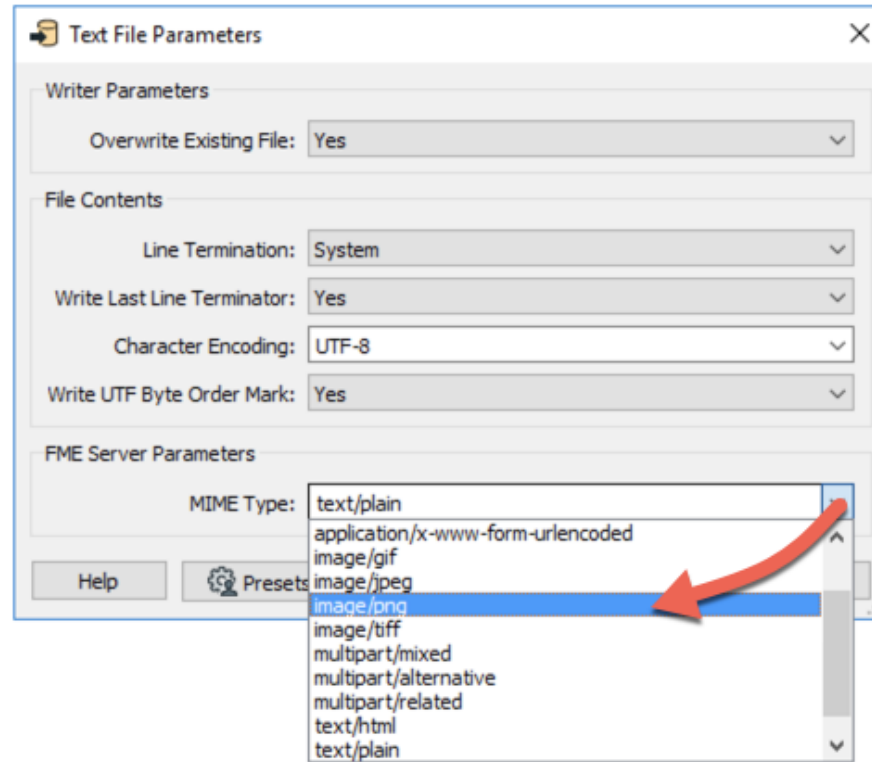 Text File Parameters
Writer Parameters
Overwrite Existing File: Yes
File Contents
Line Termination: System
Write Last Line Terminator: Yes
Character Encoding: UTF-8
Write UTF Byte Order Mark: Yes
FME Server Parameters
MIME Type: text/plain
application/x-www-form-urlencoded
image/gif
image/jpeg
image/png
image/tiff
multipart/mixed
multipart/alternative
multipart/related
text/html
text/plain
Help
Presets